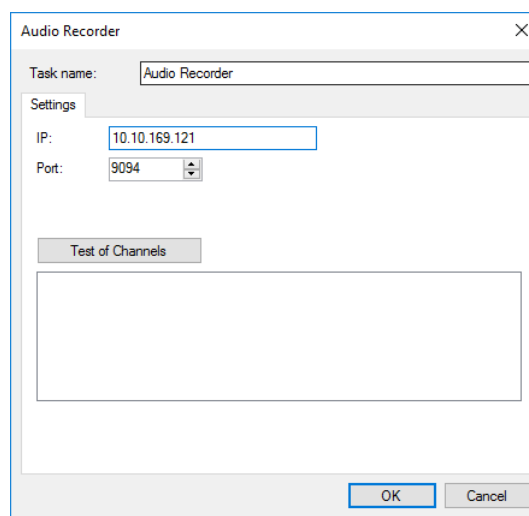 Audio Recorder
Task name: Audio Recorder
Settings
IP: 10.10.169.121
Port: 9094
Test of Channels
OK Cancel